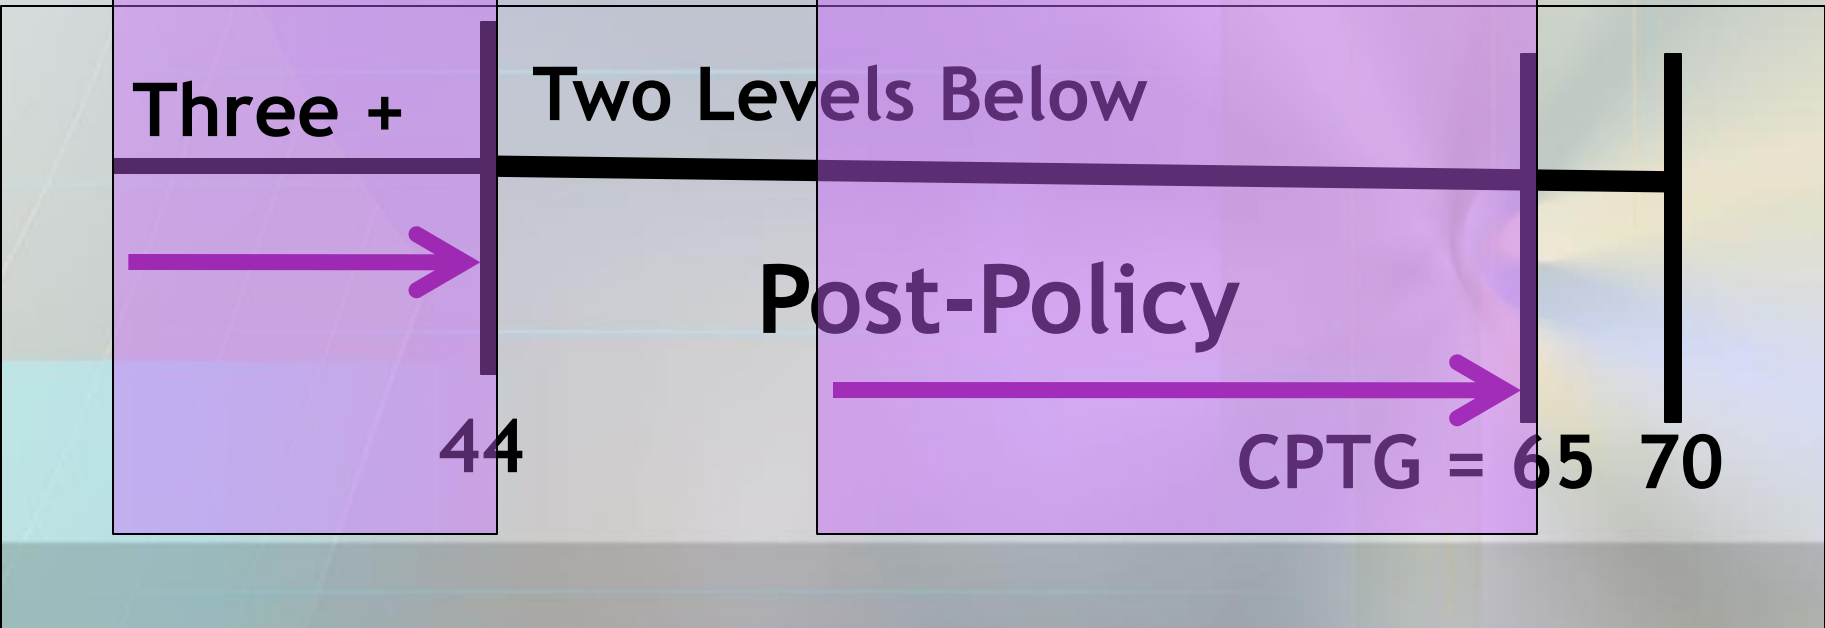 Three +
Two Levels Below
Post-Policy
44
CPTG = 65
70